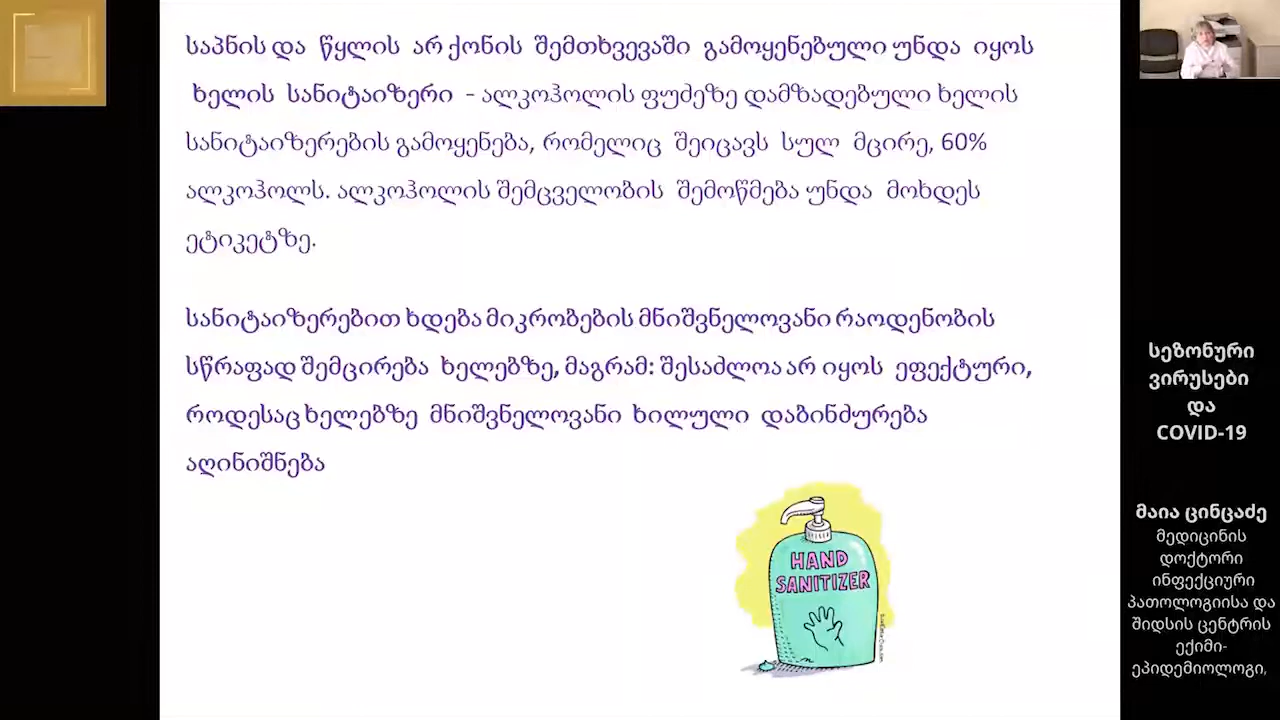 საპნის და წყლის არ ქონის შემთხვევაში გამოყენებული უნდა იყოს
ხელის სანიტაიზერი - ალკოჰოლის ფუძეზე დამზადებული ხელის
სანიტაიზერების გამოყენება, რომელიც შეიცავს სულ მცირე, 60%
ალკოჰოლს. ალკოჰოლის შემცველობის შემოწმება უნდა მოხდეს
ეტიკეტზე.
სანიტაიზერებით ხდება მიკრობების მნიშვნელოვანი რაოდენობის
სწრაფად შემცირება ხელებზე, მაგრამ: შესაძლოა არ იყოს ეფექტური,
როდესაც ხელებზე მნიშვნელოვანი ხილული დაბინძურება
აღინიშნება
HAND
SANITIZER
სეზონური
ვირუსები
და
COVID-19
მაია ცინცაძე
მედიცინის
დოქტორი
ინფექციური
პათოლოგიისა და
შიდსის ცენტრის
ექიმი-
ეპიდემიოლოგი,